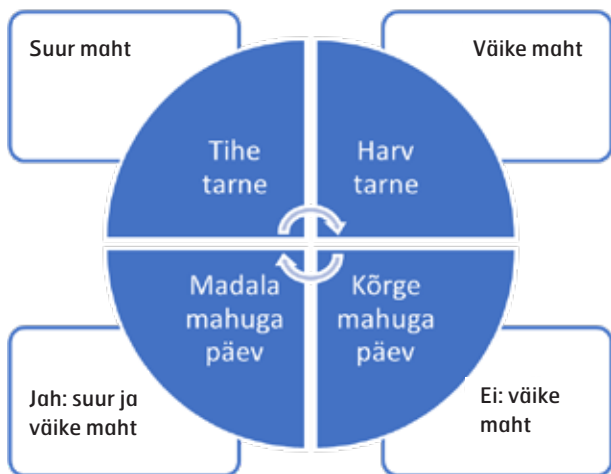 Suur maht
Väike maht
Tihe
tarne
Harv
tarne
Madala
mahuga
päev
Kõrge
mahuga
päev
Jah: suur ja
väike maht
Ei: väike
maht